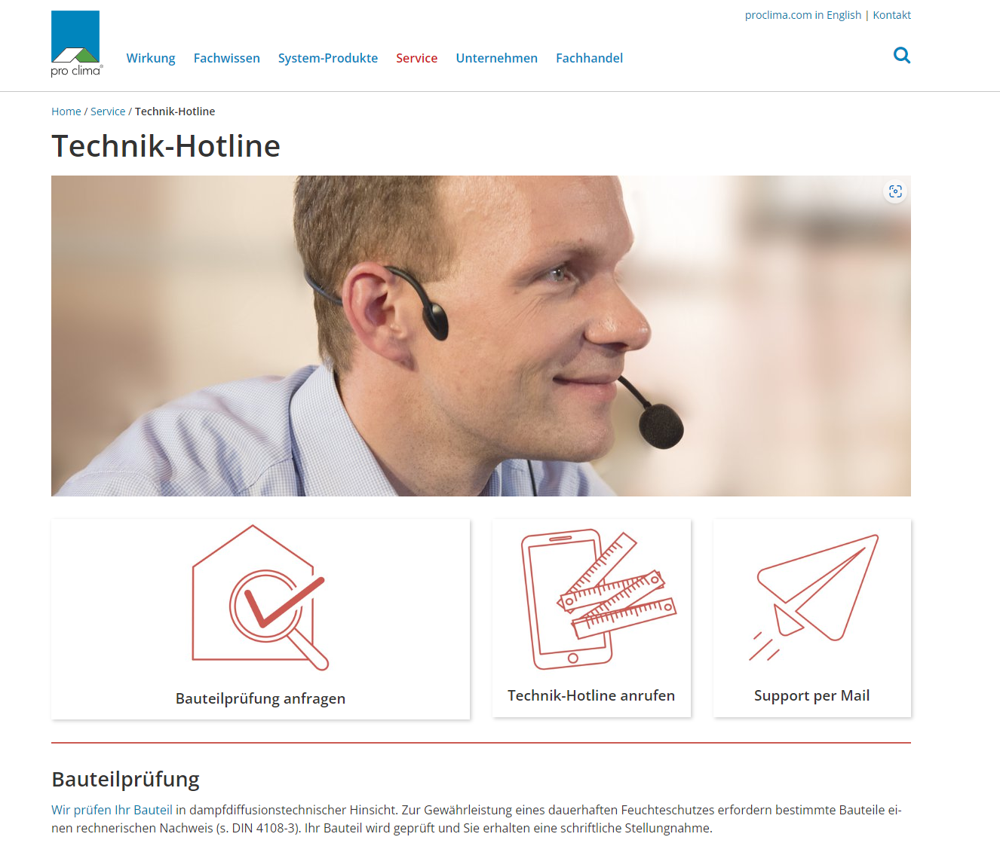 proclima.com in English | Kontakt
pro clima®
Wirkung Fachwissen System-Produkte Service Unternehmen Fachhandel
Home / Service / Technik-Hotline
Technik-Hotline
Bauteilprüfung anfragen
Technik-Hotline anrufen
Support per Mail
Bauteilprüfung
Wir prüfen Ihr Bauteil in dampfdiffusionstechnischer Hinsicht. Zur Gewährleistung eines dauerhaften Feuchteschutzes erfordern bestimmte Bauteile ei-
nen rechnerischen Nachweis (s. DIN 4108-3). Ihr Bauteil wird geprüft und Sie erhalten eine schriftliche Stellungnahme.